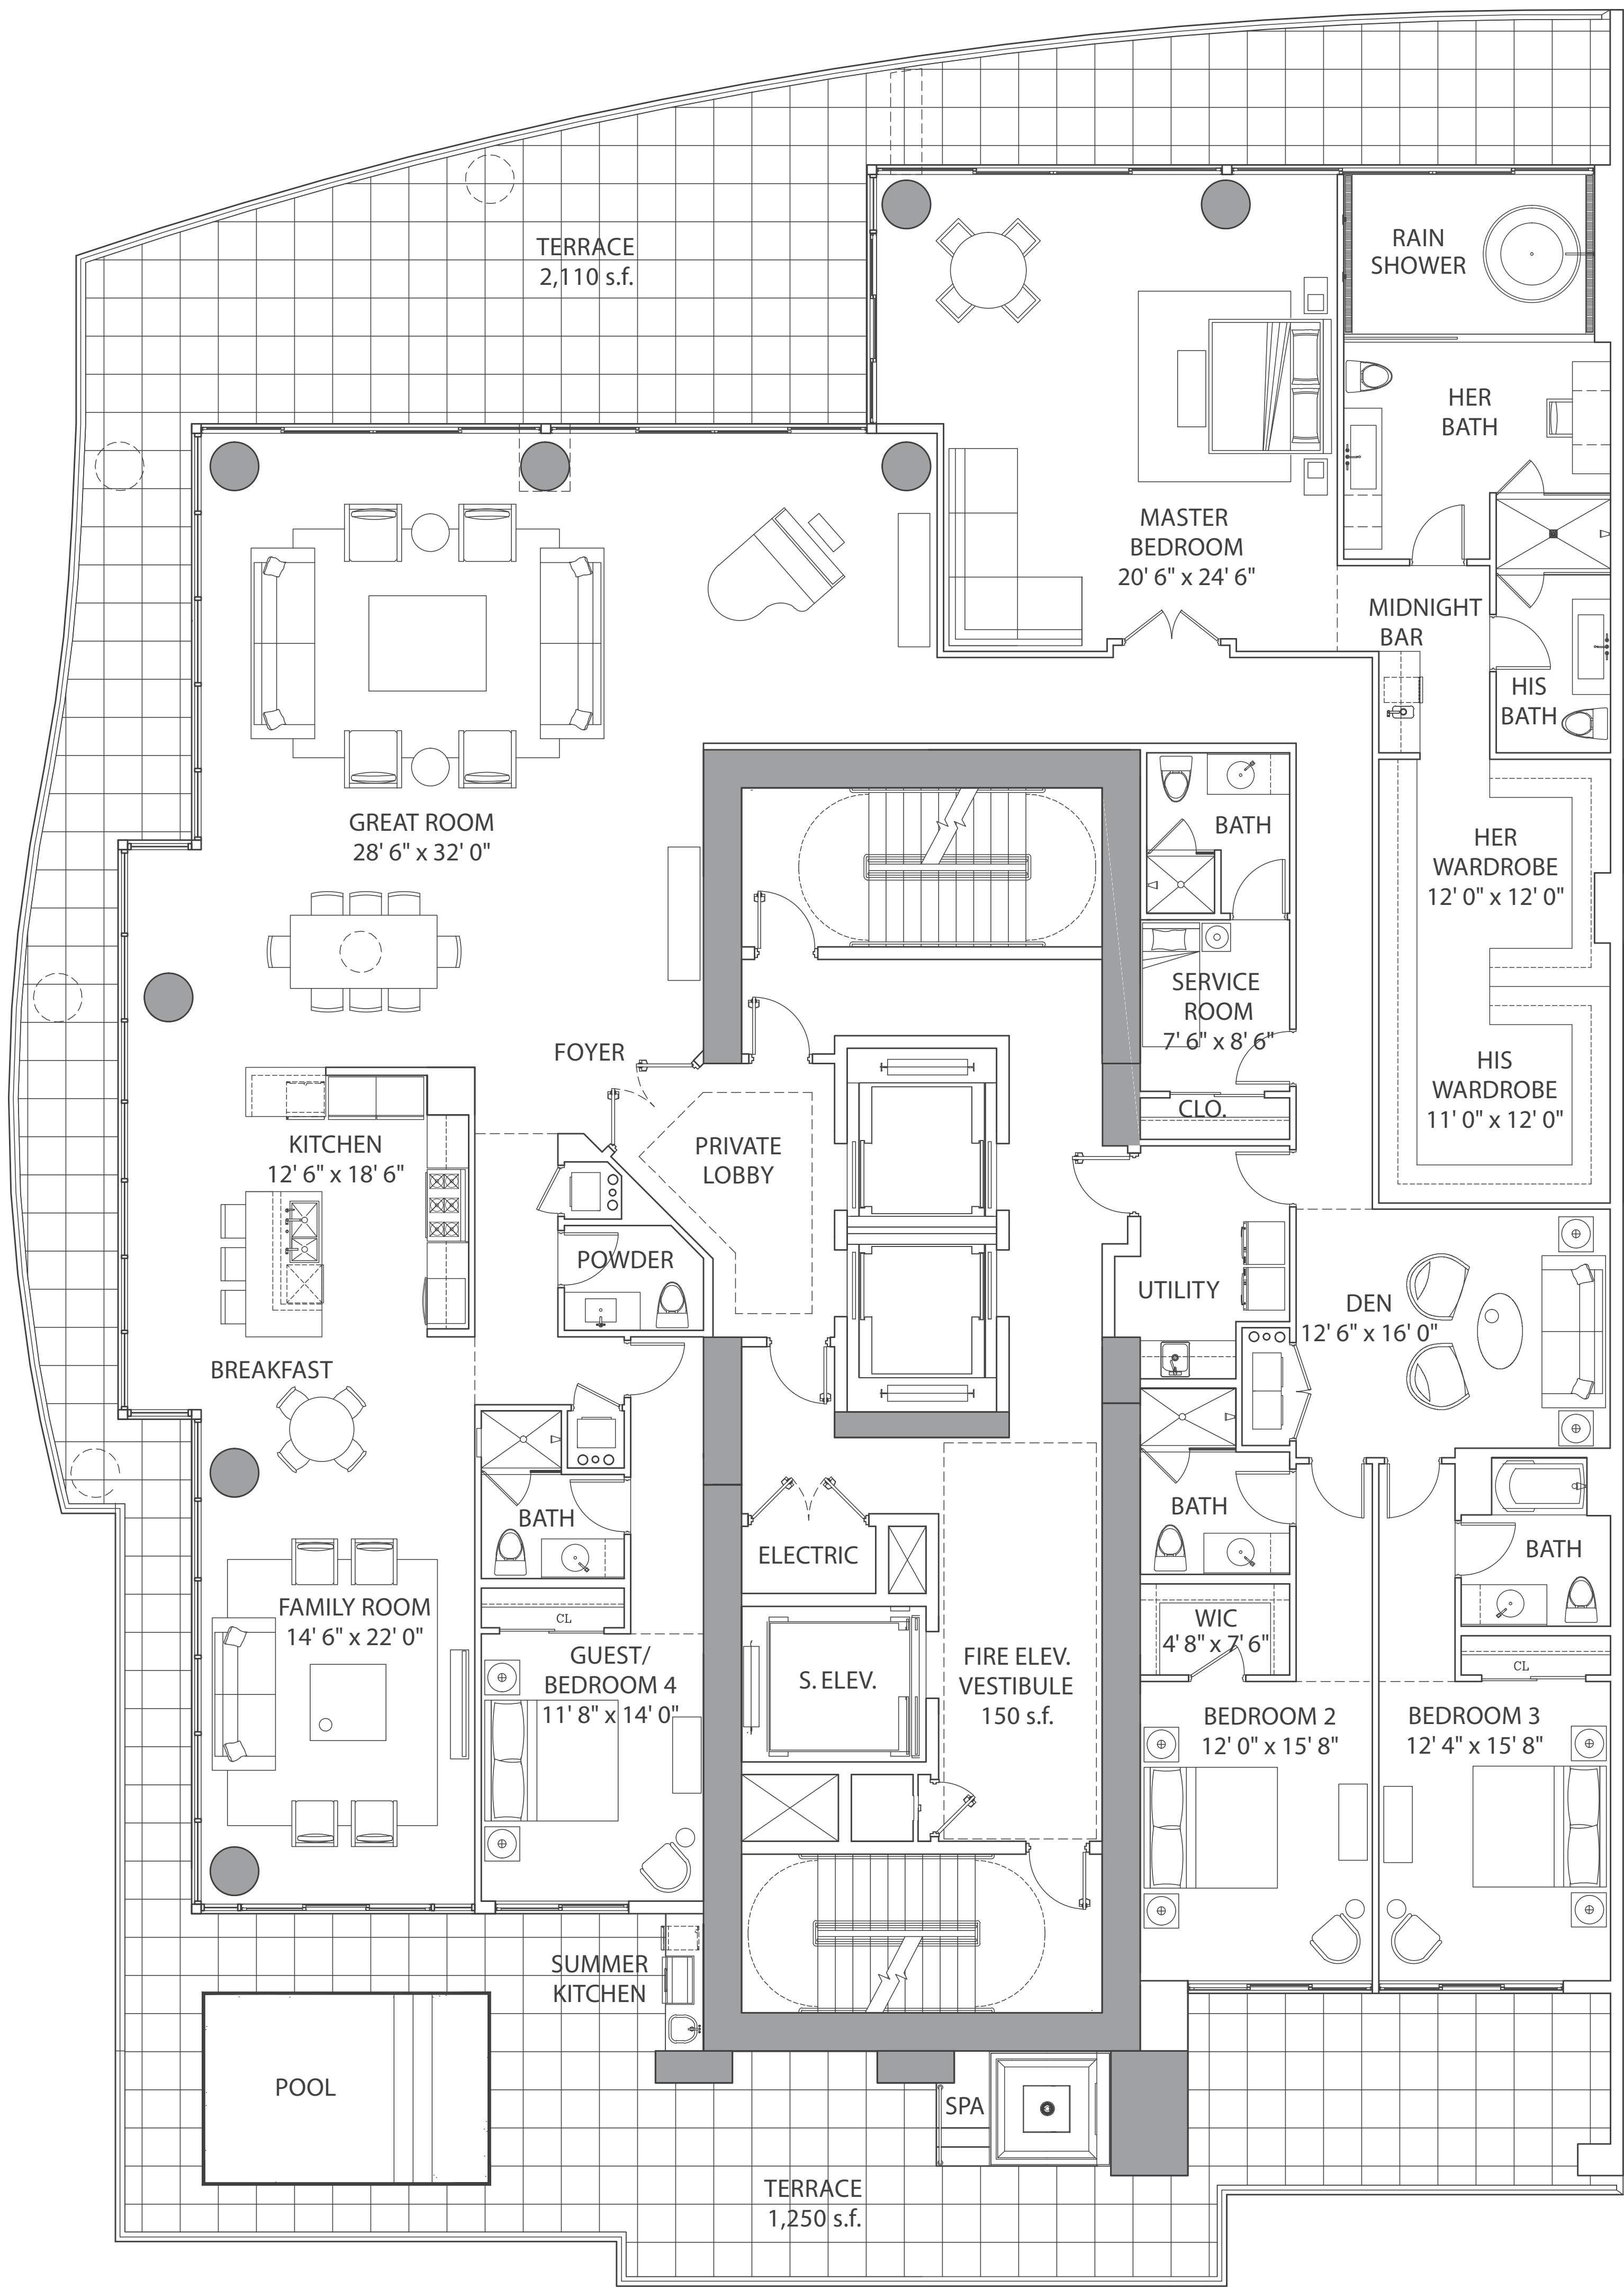 TERRACE
2,110 s.f.
RAIN
SHOWER
HER
BATH
MASTER
BEDROOM
20' 6" x 24' 6"
MIDNIGHT
BAR
HIS
BATH
GREAT ROOM
28' 6" x 32' 0"
BATH
HER
WARDROBE
12' 0" x 12' 0"
SERVICE
ROOM
7' 6" x 8' 6"
FOYER
HIS
WARDROBE
11' 0" x 12' 0"
CLO.
KITCHEN
12' 6" x 18' 6"
PRIVATE
LOBBY
POWDER
UTILITY
DEN
12' 6" x 16' 0"
BREAKFAST
BATH
BATH
BATH
ELECTRIC
FAMILY ROOM
14' 6" x 22' 0"
CL
WIC
4' 8" x 7' 6"
CL
GUEST/
BEDROOM 4
11' 8" x 14' 0"
S. ELEV.
FIRE ELEV.
VESTIBULE
150 s.f.
BEDROOM 2
12' 0" x 15' 8"
BEDROOM 3
12' 4" x 15' 8"
SUMMER
KITCHEN
POOL
SPA
TERRACE
1,250 s.f.